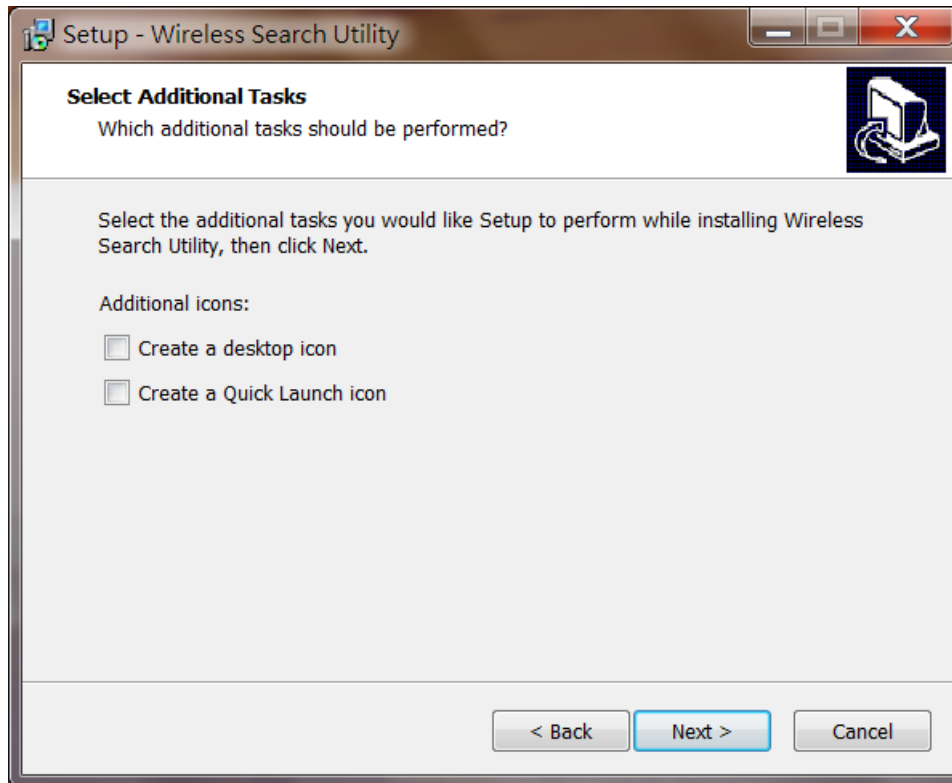 Setup - Wireless Search Utility
Select Additional Tasks
Which additional tasks should be performed?
Select the additional tasks you would like Setup to perform while installing Wireless
Search Utility, then click Next.
Additional icons:
Create a desktop icon
Create a Quick Launch icon
< Back
Next >
Cancel